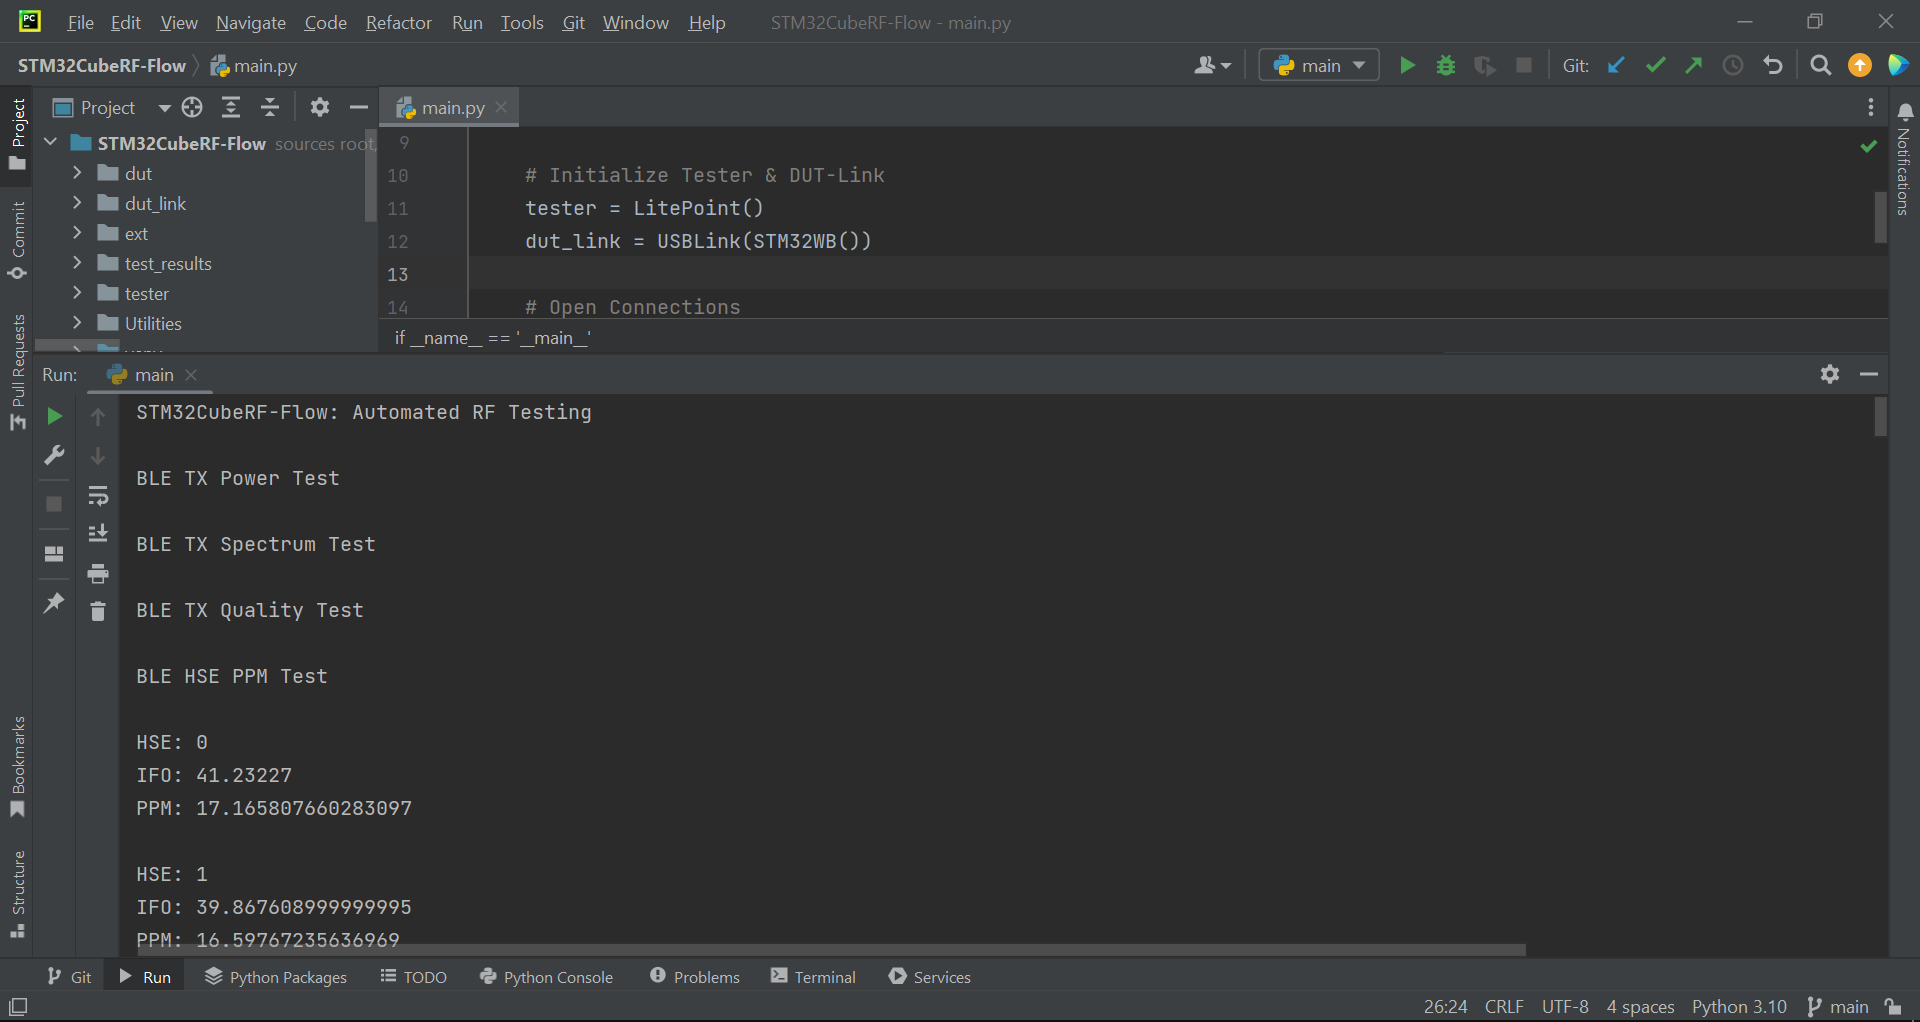 PC File Edit View Navigate Code Refactor Run Tools Git Window Help STM32CubeRF-Flow - main.py
STM32CubeRF-Flow main.py main Git:
Project
Commit
Pull Requests
Bookmarks
Structure
Project
STM32CubeRF-Flow sources root,
dut
dut_link
ext
test_results
tester
Utilities
main.py
9
10 # Initialize Tester & DUT-Link
11 tester = LitePoint()
12 dut_link = USBLink(STM32WB())
13
14 # Open Connections
if __name__ == '__main__'
Notifications
Run: main
STM32CubeRF-Flow: Automated RF Testing
BLE TX Power Test
BLE TX Spectrum Test
BLE TX Quality Test
BLE HSE PPM Test
HSE: 0
IFO: 41.23227
PPM: 17.165807660283097
HSE: 1
IFO: 39.867608999999995
PPM: 16.59767235636969
Git Run Python Packages TODO Python Console Problems Terminal Services
26:24 CRLF UTF-8 4 spaces Python 3.10 main